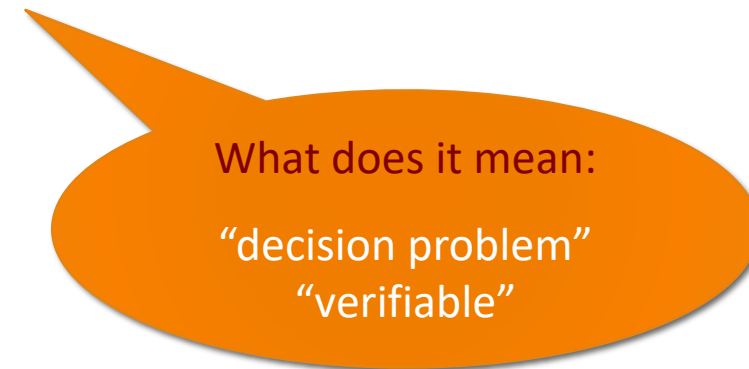 What does it mean:
“decision problem”
“verifiable”